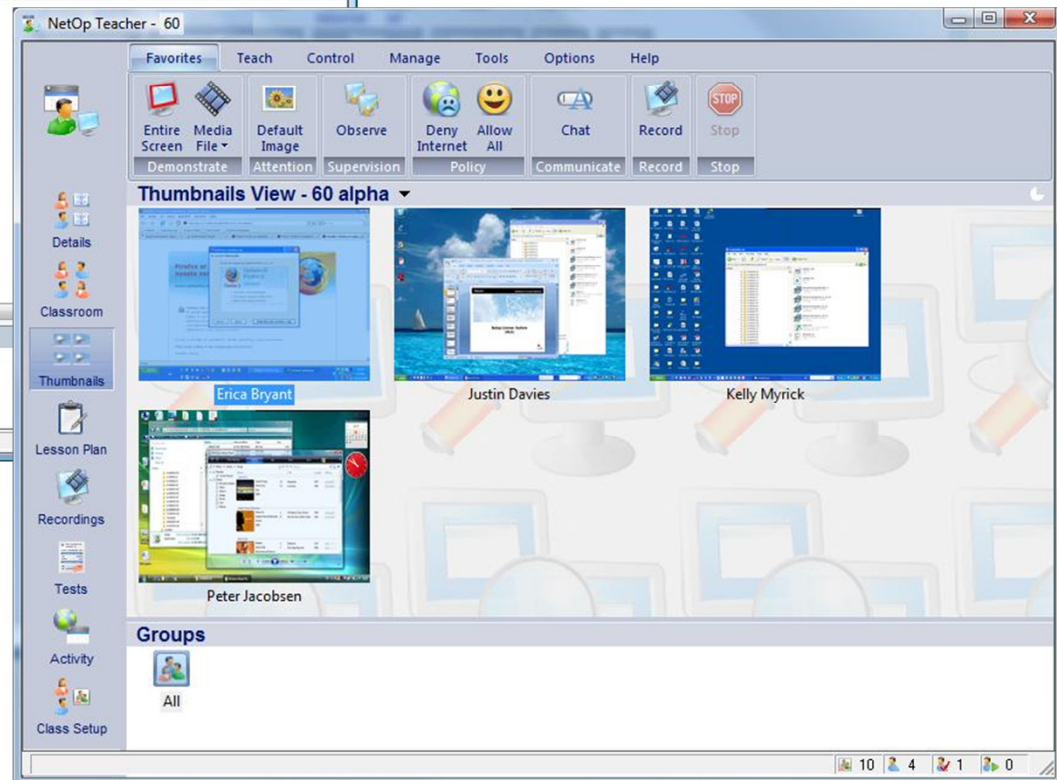 NetOp Teacher - 60
Favorites Teach Control Manage Tools Options Help
Entire Screen Media File Default Image Observe Deny Internet Allow All Chat Record STOP Stop
Demonstrate Attention Supervision Policy Communicate Record Stop
Thumbnails View - 60 alpha
Details
Classroom
Thumbnails
Lesson Plan
Recordings
Tests
Activity
Class Setup
Erica Bryant Justin Davies Kelly Myrick
Peter Jacobsen
Groups
All
10 4 1 0